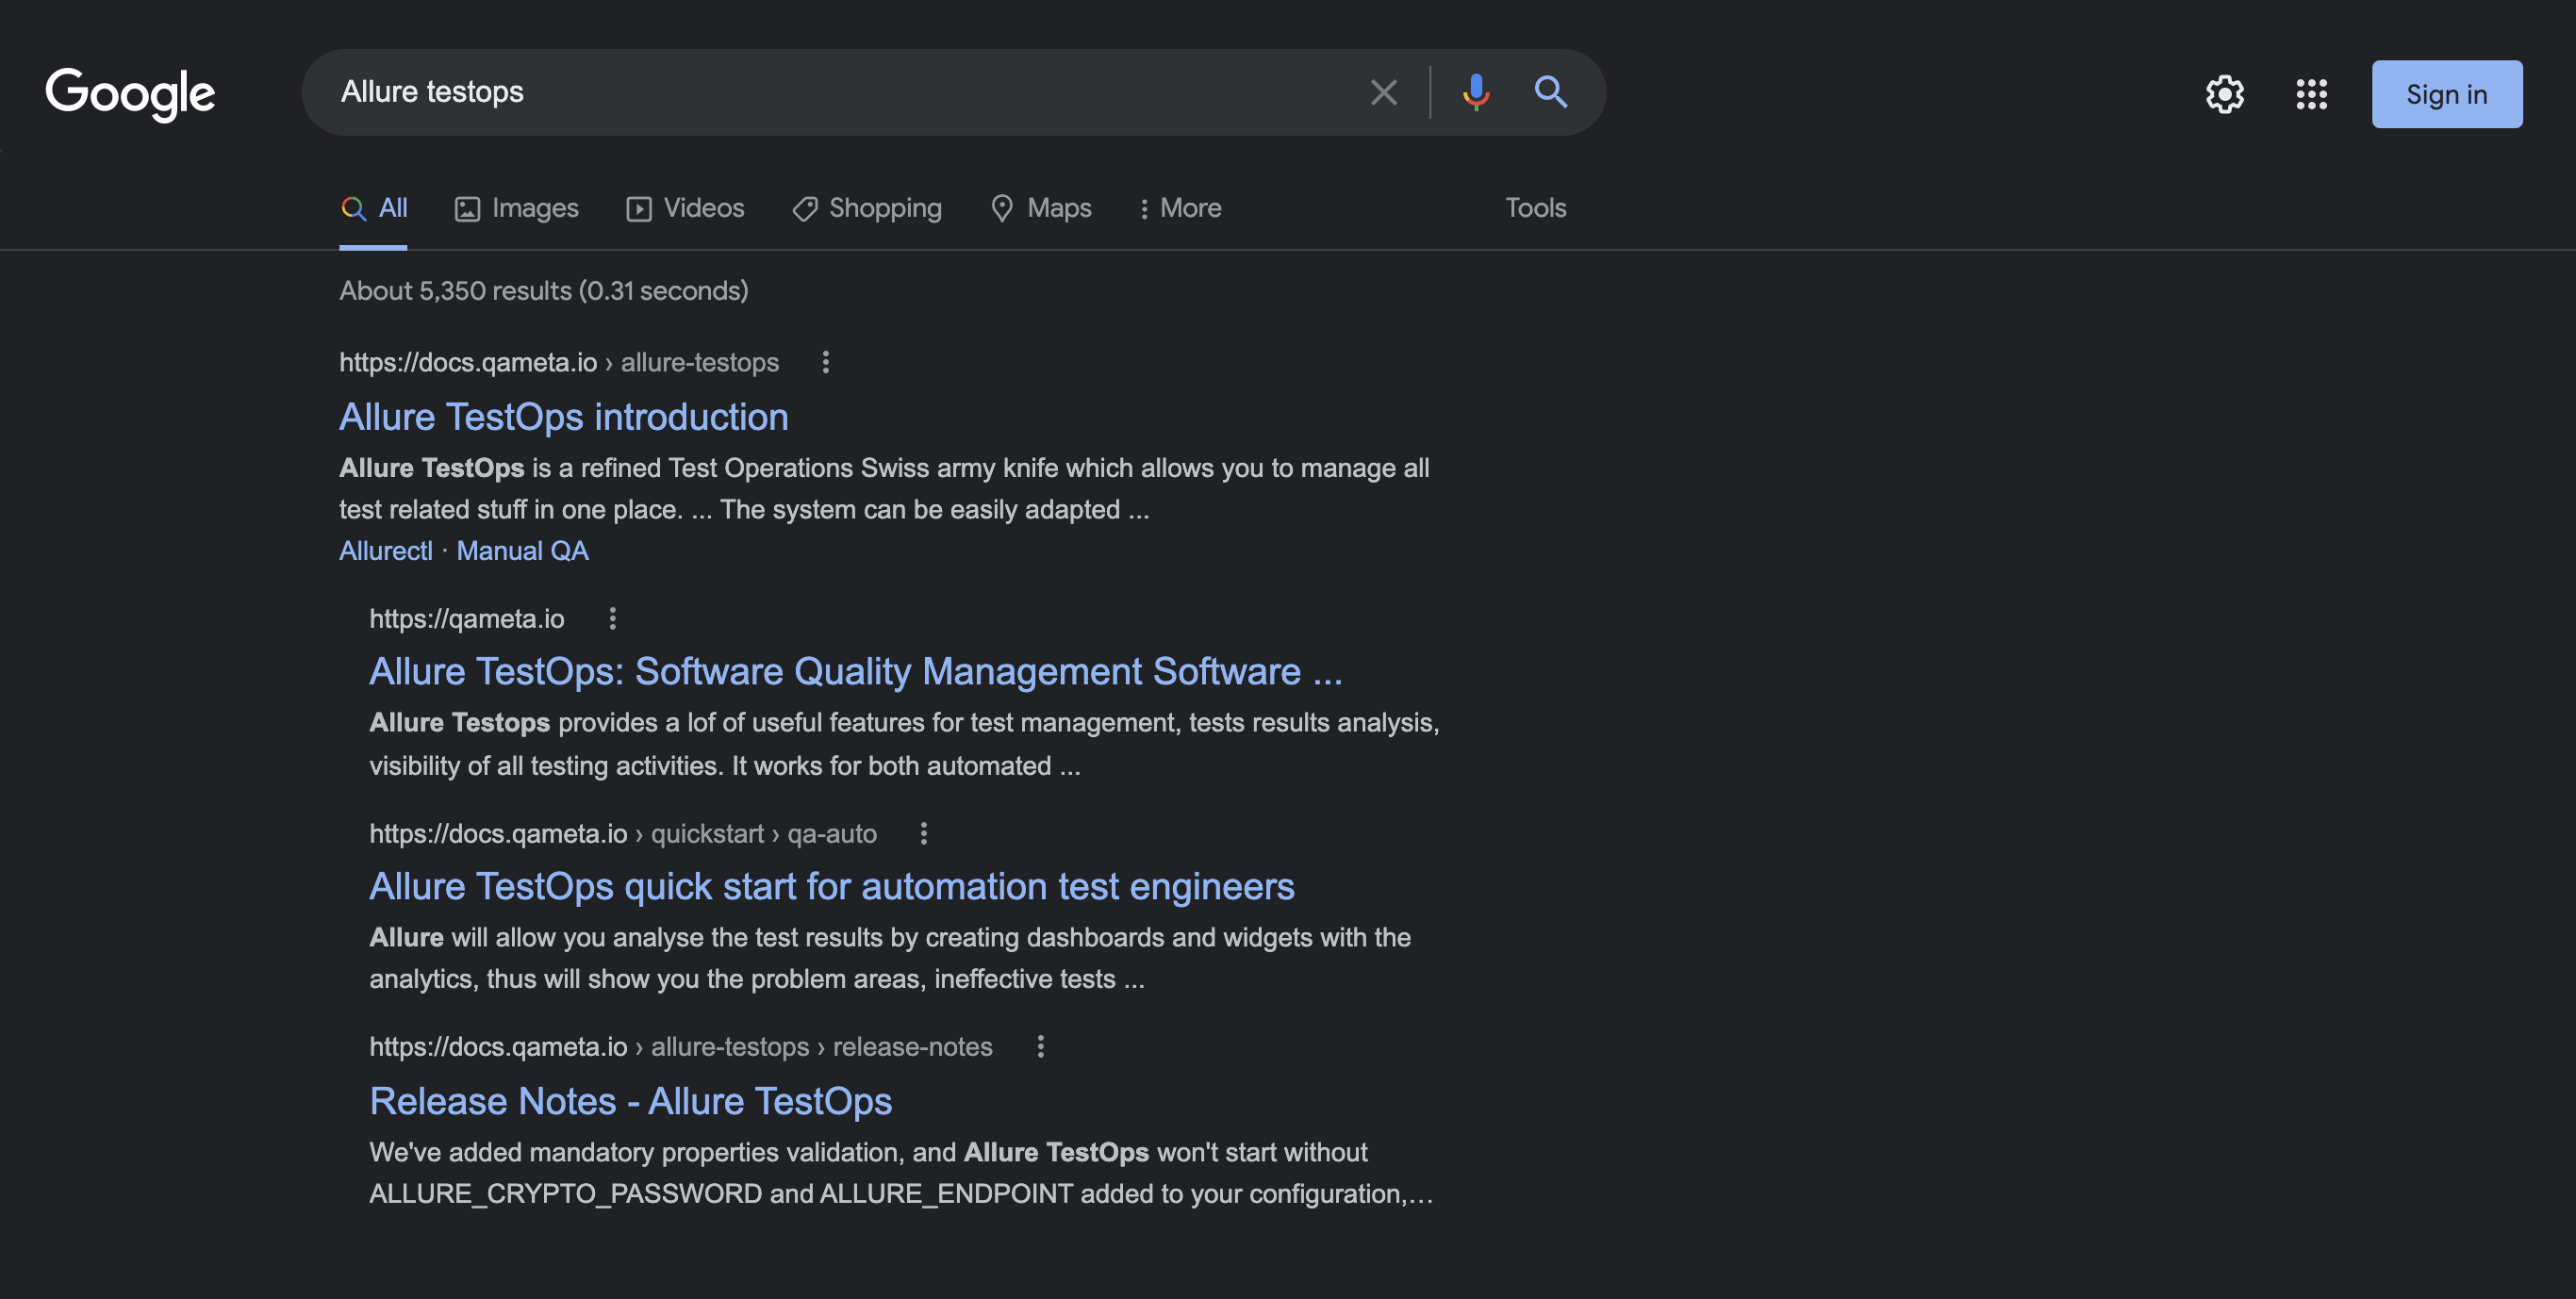 Google
Allure testops
Sign in
All
Images
Videos
Shopping
Maps
More
Tools
About 5,350 results (0.31 seconds)
https://docs.qameta.io › allure-testops
Allure TestOps introduction
Allure TestOps is a refined Test Operations Swiss army knife which allows you to manage all
test related stuff in one place. ... The system can be easily adapted ...
Allurectl · Manual QA
https://qameta.io
Allure TestOps: Software Quality Management Software ...
Allure Testops provides a lof of useful features for test management, tests results analysis,
visibility of all testing activities. It works for both automated ...
https://docs.qameta.io › quickstart › qa-auto
Allure TestOps quick start for automation test engineers
Allure will allow you analyse the test results by creating dashboards and widgets with the
analytics, thus will show you the problem areas, ineffective tests ...
https://docs.qameta.io › allure-testops › release-notes
Release Notes - Allure TestOps
We've added mandatory properties validation, and Allure TestOps won't start without
ALLURE_CRYPTO_PASSWORD and ALLURE_ENDPOINT added to your configuration,...